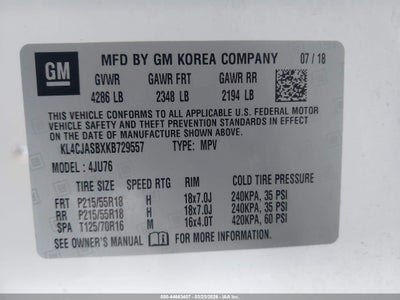 GM
MFD BY GM KOREA COMPANY 07 / 18
GVWR GAWR FRT GAWR RR
4286 LB 2348 LB 2194 LB
THIS VEHICLE CONFORMS TO ALL APPLICABLE U.S. FEDERAL MOTOR
VEHICLE SAFETY, BUMPER, AND THEFT PREVENTION STANDARDS IN EFFECT
ON THE DATE OF MANUFACTURE SHOWN ABOVE.
KL4CJASBXKB729557 TYPE: MPV
MODEL : 4JU76
TIRE SIZE SPEED RTG RIM COLD TIRE PRESSURE
FRT P215/55R18 H 18x7.0J 240KPA, 35 PSI
RR P215/55R18 H 18x7.0J 240KPA, 35 PSI
SPA T125/70R16 M 16x4.0T 420KPA, 60 PSI
SEE OWNER'S MANUAL FOR MORE INFORMATION.